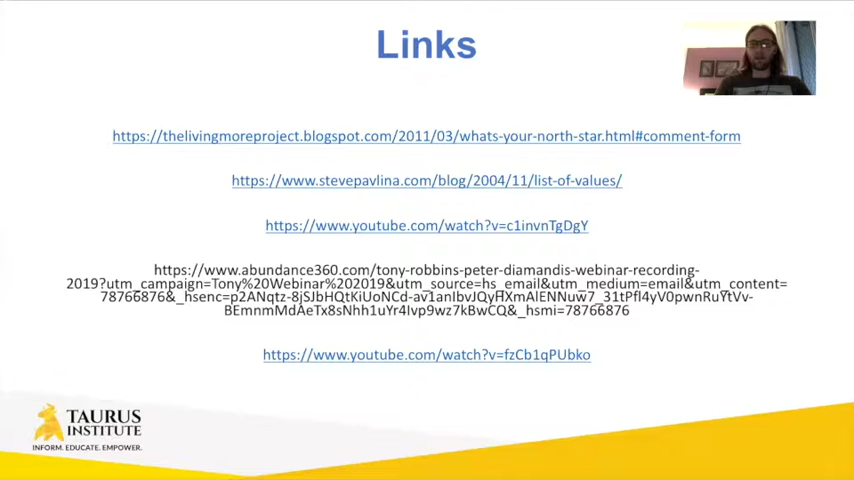 Links
https://thelivingmoreproject.blogspot.com/2011/03/whats-your-north-star.html#comment-form
https://www.stevepavlina.com/blog/2004/11/list-of-values/
https://www.youtube.com/watch?v=c1invnTgDgY
https://www.abundance360.com/tony-robbins-peter-diamandis-webinar-recording-
2019?utm_campaign=Tony%20Webinar%202019&utm_source=hs_email&utm_medium=email&utm_content=
78766876&_hsenc=p2ANqtz-8jSJbHQtKiUoNCd-av1anIbvJQyHXmAlENNuw7_31tPfl4yV0pwnRuYtVv-
BEmnmMdAeTx8sNhh1uYr4Ivp9wz7kBwCQ&_hsmi=78766876
https://www.youtube.com/watch?v=fzCb1qPUbko
TAURUS
INSTITUTE
INFORM. EDUCATE. EMPOWER.